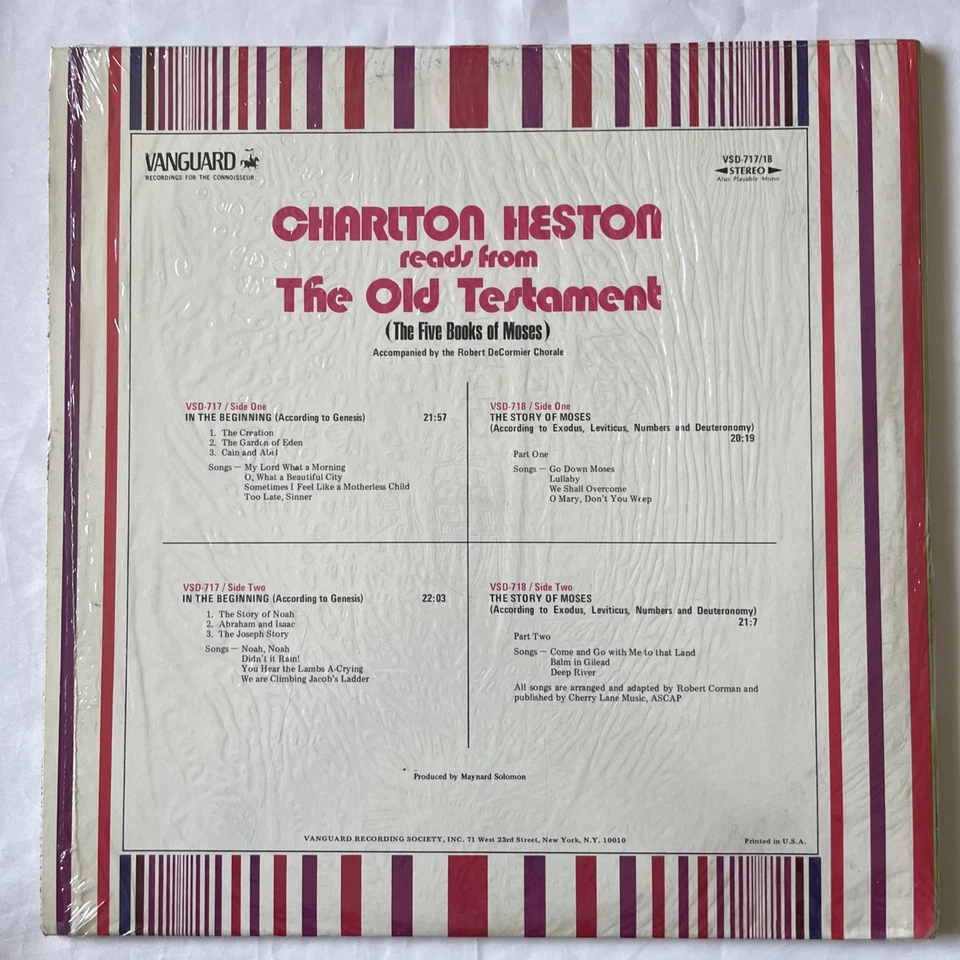 VANGUARD
RECORDINGS FOR THE CONNOISSEUR
VSD-717/18
STEREO
Also Playable Mono
CHARLTON HESTON
reads from
The Old Testament
(The Five Books of Moses)
Accompanied by the Robert DeCormier Chorale
VSD-717 / Side One
IN THE BEGINNING (According to Genesis) 21:57
1. The Creation
2. The Garden of Eden
3. Cain and Abel
Songs — My Lord What a Morning
O, What a Beautiful City
Sometimes I Feel Like a Motherless Child
Too Late, Sinner
VSD-718 / Side One
THE STORY OF MOSES
(According to Exodus, Leviticus, Numbers and Deuteronomy)
20:19
Part One
Songs — Go Down Moses
Lullaby
We Shall Overcome
O Mary, Don't You Weep
VSD-717 / Side Two
IN THE BEGINNING (According to Genesis) 22:03
1. The Story of Noah
2. Abraham and Isaac
3. The Joseph Story
Songs — Noah, Noah
Didn't it Rain!
You Hear the Lambs A-Crying
We are Climbing Jacob's Ladder
VSD-718 / Side Two
THE STORY OF MOSES
(According to Exodus, Leviticus, Numbers and Deuteronomy)
21:7
Part Two
Songs — Come and Go with Me to that Land
Balm in Gilead
Deep River
All songs are arranged and adapted by Robert Corman and
published by Cherry Lane Music, ASCAP
Produced by Maynard Solomon
VANGUARD RECORDING SOCIETY, INC. 71 West 23rd Street, New York, N.Y. 10010
Printed in U.S.A.